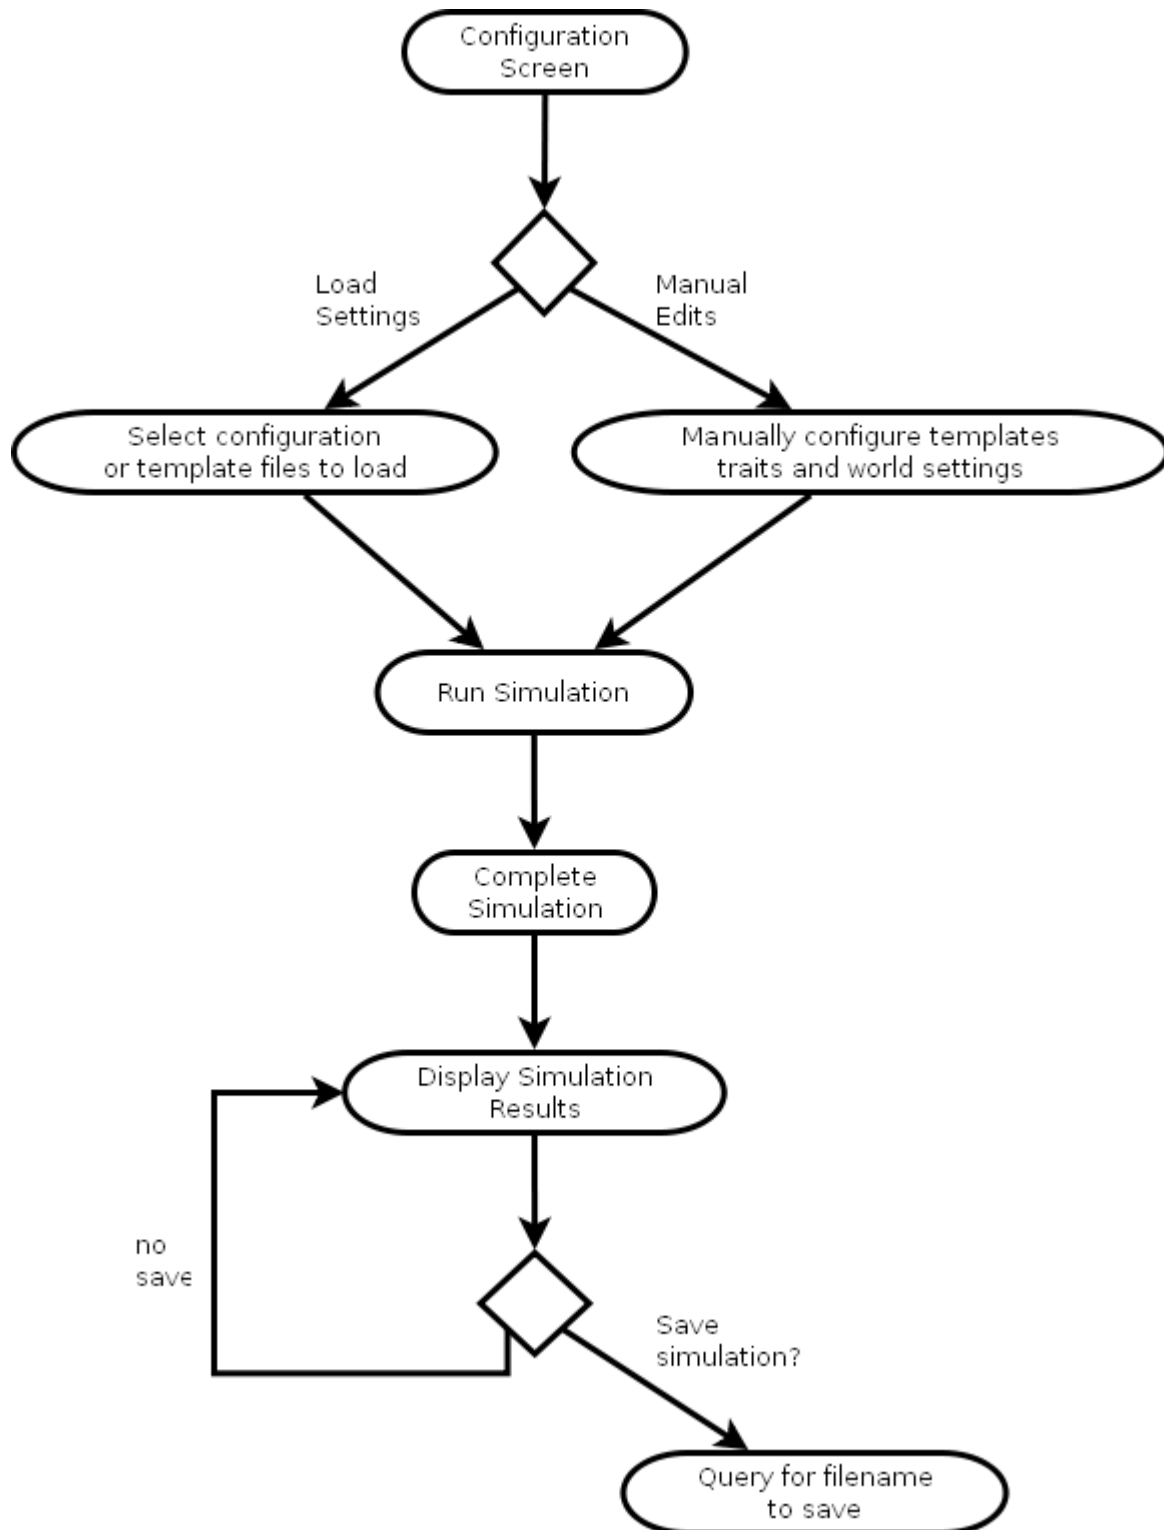 Configuration
Screen
Load
Settings
Manual
Edits
Select configuration
or template files to load
Manually configure templates
traits and world settings
Run Simulation
Complete
Simulation
Display Simulation
Results
no
save
Save
simulation?
Query for filename
to save